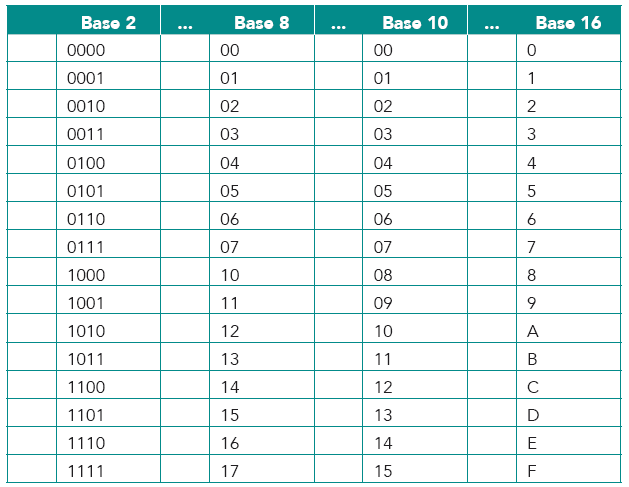 Base 2 ... Base 8 ... Base 10 ... Base 16
0000 00 00 0
0001 01 01 1
0010 02 02 2
0011 03 03 3
0100 04 04 4
0101 05 05 5
0110 06 06 6
0111 07 07 7
1000 10 08 8
1001 11 09 9
1010 12 10 A
1011 13 11 B
1100 14 12 C
1101 15 13 D
1110 16 14 E
1111 17 15 F